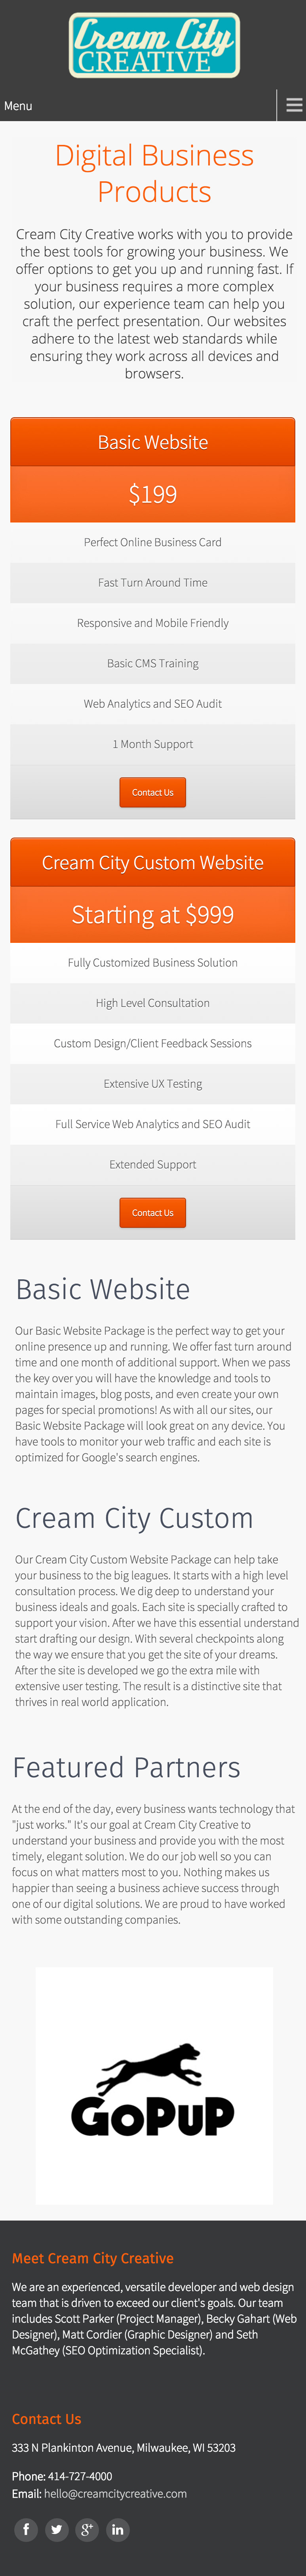 Cream City
CREATIVE
Menu
Digital Business
Products
Cream City Creative works with you to provide
the best tools for growing your business. We
offer options to get you up and running fast. If
your business requires a more complex
solution, our experience team can help you
craft the perfect presentation. Our websites
adhere to the latest web standards while
ensuring they work across all devices and
browsers.
Basic Website
$199
Perfect Online Business Card
Fast Turn Around Time
Responsive and Mobile Friendly
Basic CMS Training
Web Analytics and SEO Audit
1 Month Support
Contact Us
Cream City Custom Website
Starting at $999
Fully Customized Business Solution
High Level Consultation
Custom Design/Client Feedback Sessions
Extensive UX Testing
Full Service Web Analytics and SEO Audit
Extended Support
Contact Us
Basic Website
Our Basic Website Package is the perfect way to get your
online presence up and running. We offer fast turn around
time and one month of additional support. When we pass
the key over you will have the knowledge and tools to
maintain images, blog posts, and even create your own
pages for special promotions! As with all our sites, our
Basic Website Package will look great on any device. You
have tools to monitor your web traffic and each site is
optimized for Google's search engines.
Cream City Custom
Our Cream City Custom Website Package can help take
your business to the big leagues. It starts with a high level
consultation process. We dig deep to understand your
business ideals and goals. Each site is specially crafted to
support your vision. After we have this essential understand
start drafting our design. With several checkpoints along
the way we ensure that you get the site of your dreams.
After the site is developed we go the extra mile with
extensive user testing. The result is a distinctive site that
thrives in real world application.
Featured Partners
At the end of the day, every business wants technology that
"just works." It's our goal at Cream City Creative to
understand your business and provide you with the most
timely, elegant solution. We do our job well so you can
focus on what matters most to you. Nothing makes us
happier than seeing a business achieve success through
one of our digital solutions. We are proud to have worked
with some outstanding companies.
GoPuP
Meet Cream City Creative
We are an experienced, versatile developer and web design
team that is driven to exceed our client's goals. Our team
includes Scott Parker (Project Manager), Becky Gahart (Web
Designer), Matt Cordier (Graphic Designer) and Seth
McGathey (SEO Optimization Specialist).
Contact Us
333 N Plankinton Avenue, Milwaukee, WI 53203
Phone: 414-727-4000
Email: hello@creamcitycreative.com